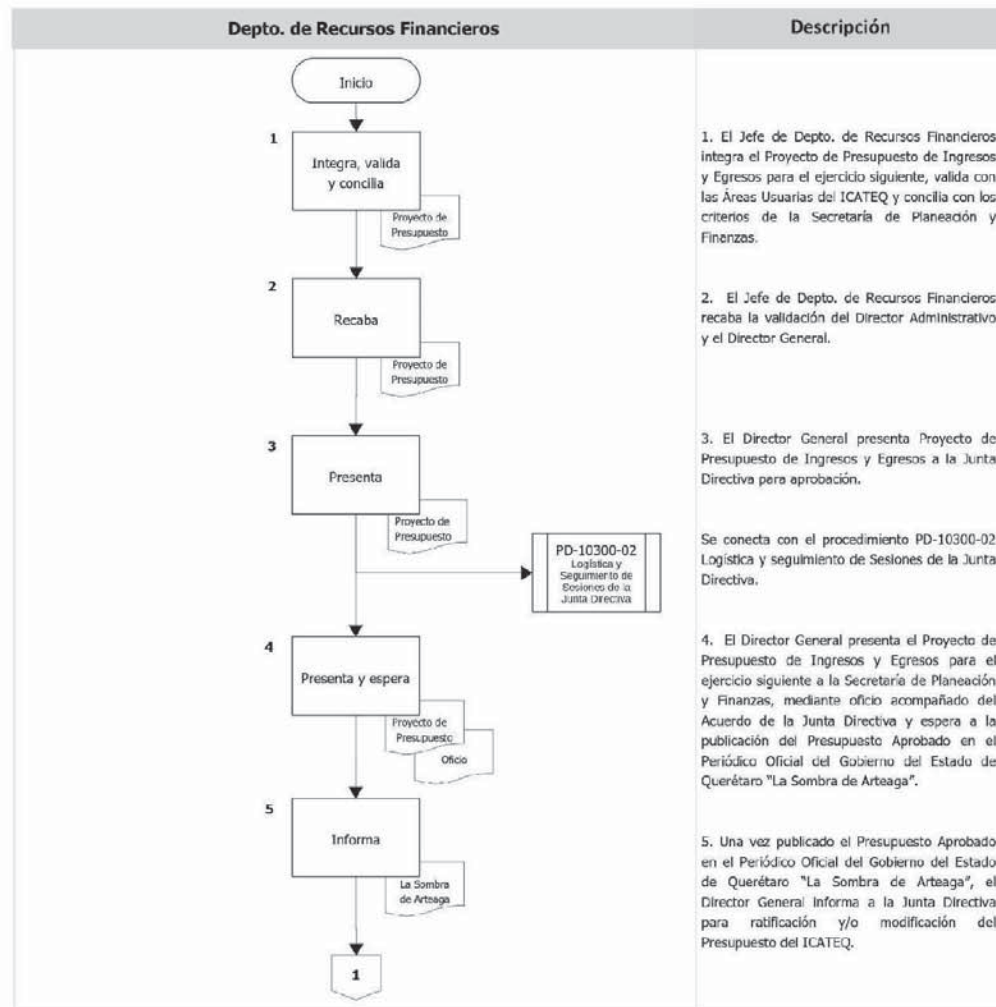 Depto. de Recursos Financieros
Descripción
Inicio
1
Integra, valida
y concilia
Proyecto de
Presupuesto
1. El Jefe de Depto. de Recursos Financieros
integra el Proyecto de Presupuesto de Ingresos
y Egresos para el ejercicio siguiente, valida con
las Áreas Usuarias del ICATEQ y concilia con los
criterios de la Secretaría de Planeación y
Finanzas.
2
Recaba
Proyecto de
Presupuesto
2. El Jefe de Depto. de Recursos Financieros
recaba la validación del Director Administrativo
y el Director General.
3
Presenta
Proyecto de
Presupuesto
3. El Director General presenta Proyecto de
Presupuesto de Ingresos y Egresos a la Junta
Directiva para aprobación.
PD-10300-02
Logística y
Seguimiento de
Sesiones de la
Junta Directiva
Se conecta con el procedimiento PD-10300-02
Logística y seguimiento de Sesiones de la Junta
Directiva.
4
Presenta y espera
Proyecto de
Presupuesto
Oficio
4. El Director General presenta el Proyecto de
Presupuesto de Ingresos y Egresos para el
ejercicio siguiente a la Secretaría de Planeación
y Finanzas, mediante oficio acompañado del
Acuerdo de la Junta Directiva y espera a la
publicación del Presupuesto Aprobado en el
Periódico Oficial del Gobierno del Estado de
Querétaro "La Sombra de Arteaga".
5
Informa
La Sombra
de Arteaga
5. Una vez publicado el Presupuesto Aprobado
en el Periódico Oficial del Gobierno del Estado
de Querétaro "La Sombra de Arteaga", el
Director General Informa a la Junta Directiva
para ratificación y/o modificación del
Presupuesto del ICATEQ.
1